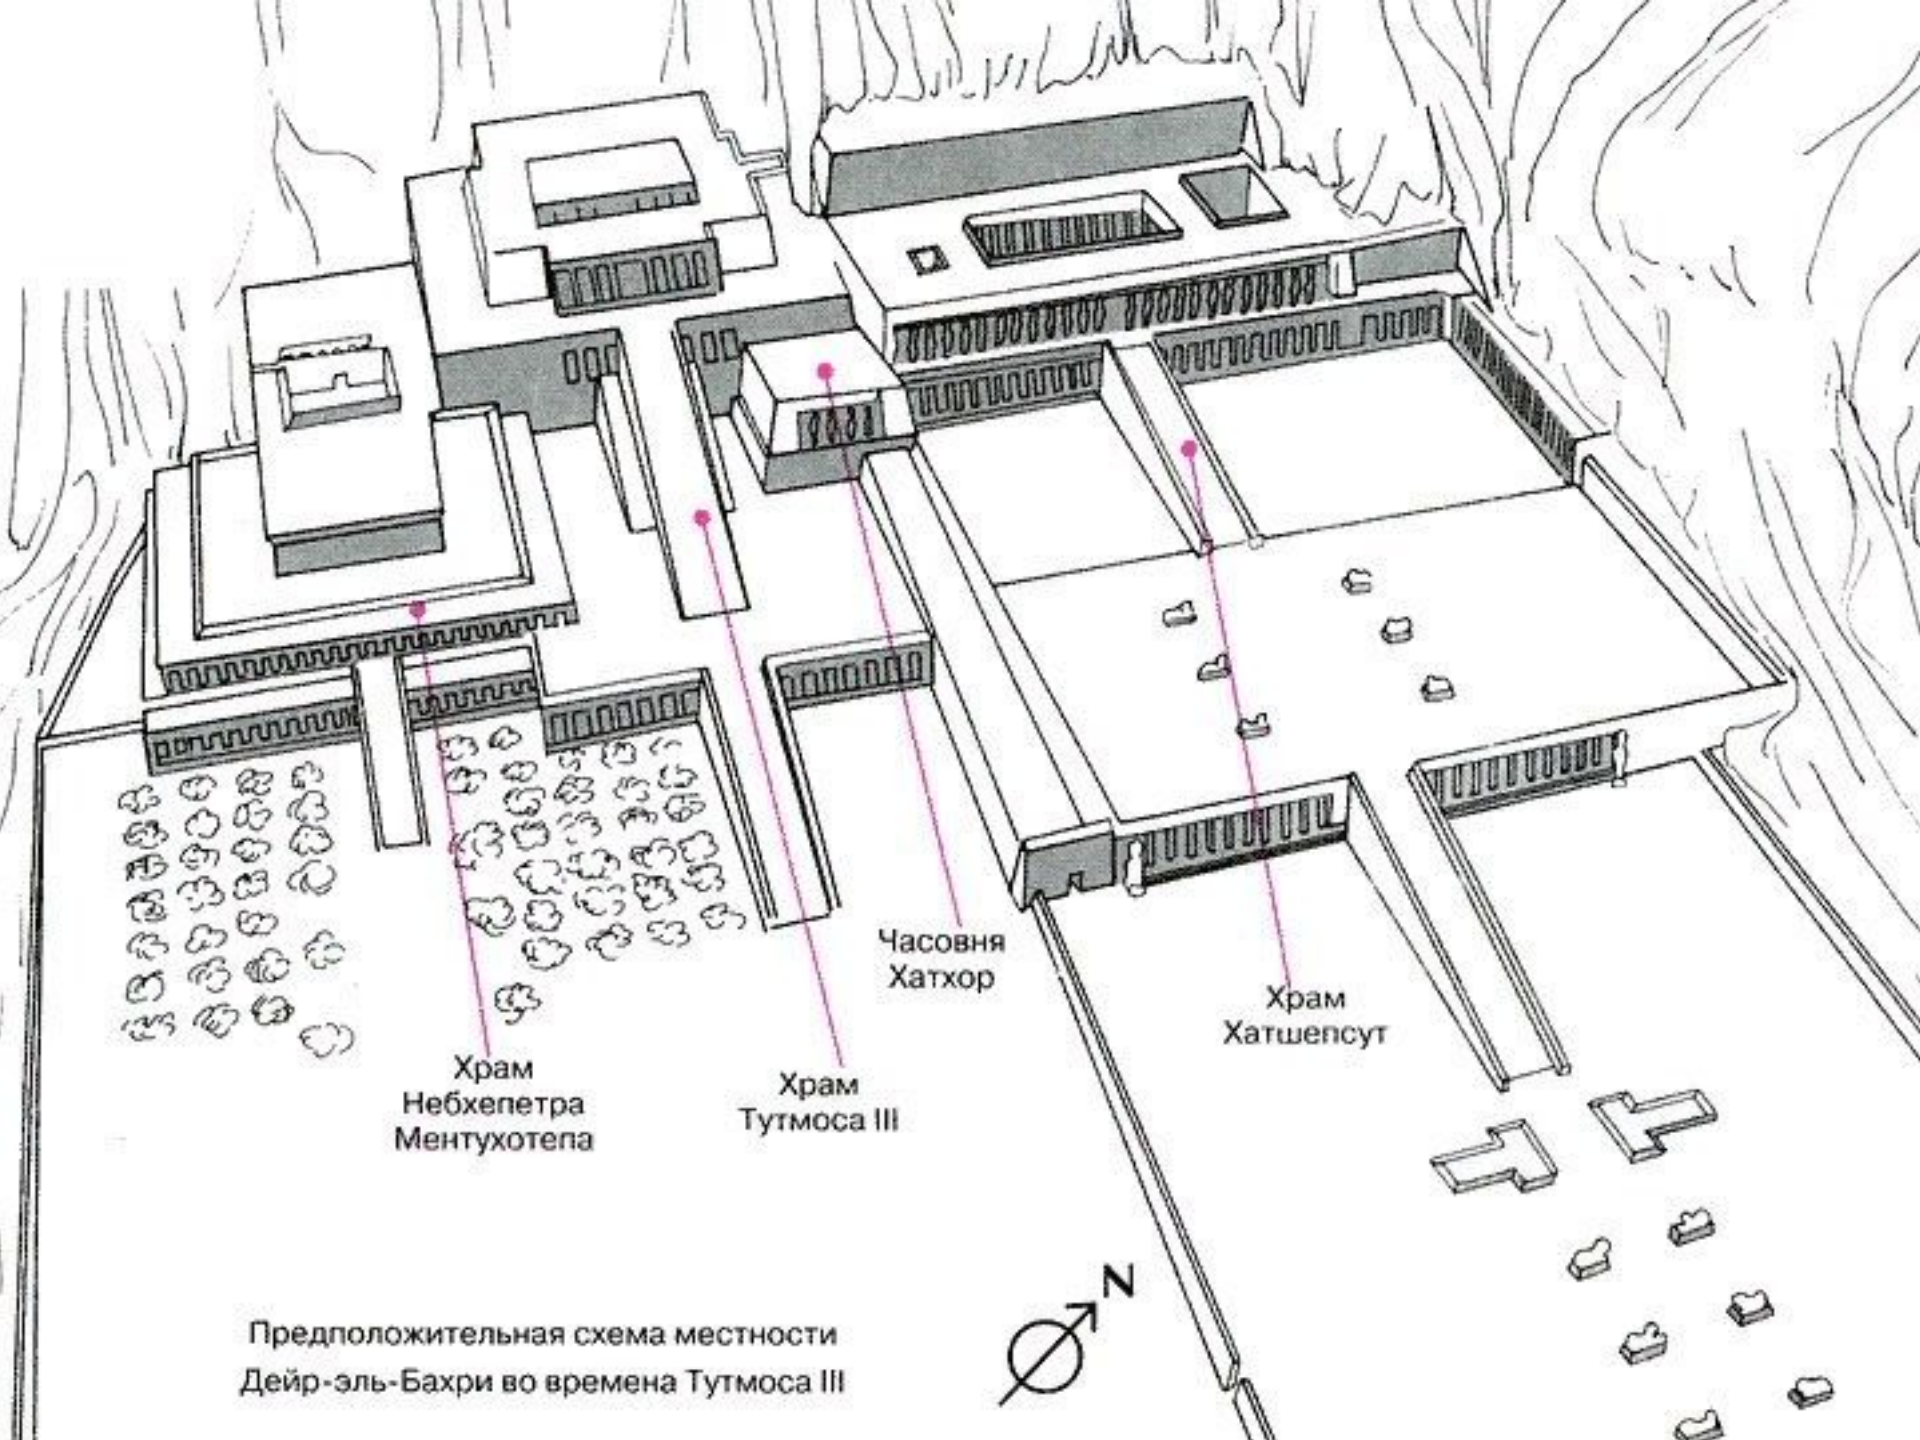 Часовня
Хатхор
Храм
Хатшепсут
Храм
Небхепетра
Ментухотепа
Храм
Тутмоса III
N
Предположительная схема местности
Дейр-эль-Бахри во времена Тутмоса III